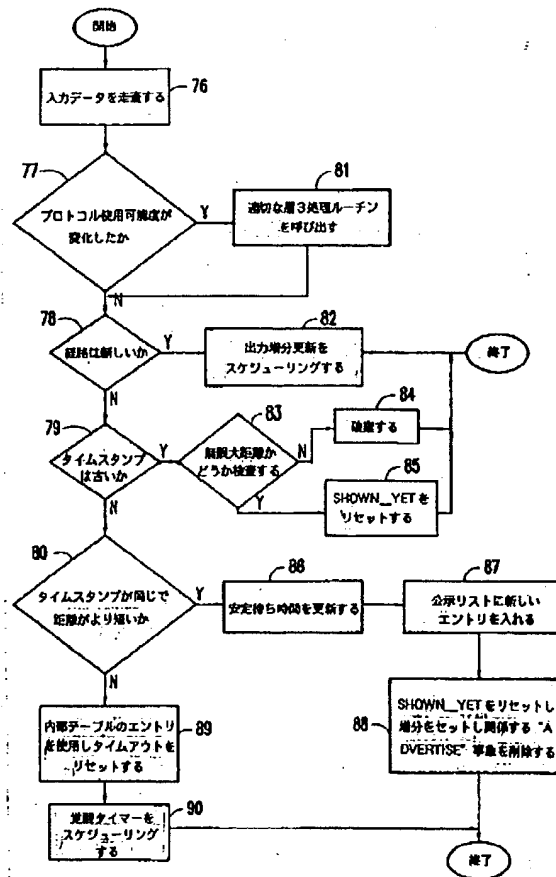 開始
76
入力データを走査する
77
81
プロトコル使用可能度が
変化したか
Y
適切な層3処理ルーチン
を呼び出す
N
78
82
経路は新しいか
Y
出力増分更新を
スケジューリングする
終了
N
83
84
79
破棄する
タイムスタンプ
は古いか
Y
無限大距離か
どうか検査する
N
85
Y
SHOWN__YETを
リセットする
N
80
86
87
タイムスタンプが同じで
距離がより短いか
Y
安定待ち時間を更新する
公示リストに新しい
エントリを入れる
N
89
88
内部テーブルのエントリ
を使用しタイムアウトを
リセットする
SHOWN__YETをリセットし
増分をセットし関係する "A
DVERTISE" 事象を削除する
90
タイマーを
スケジューリング
する
終了